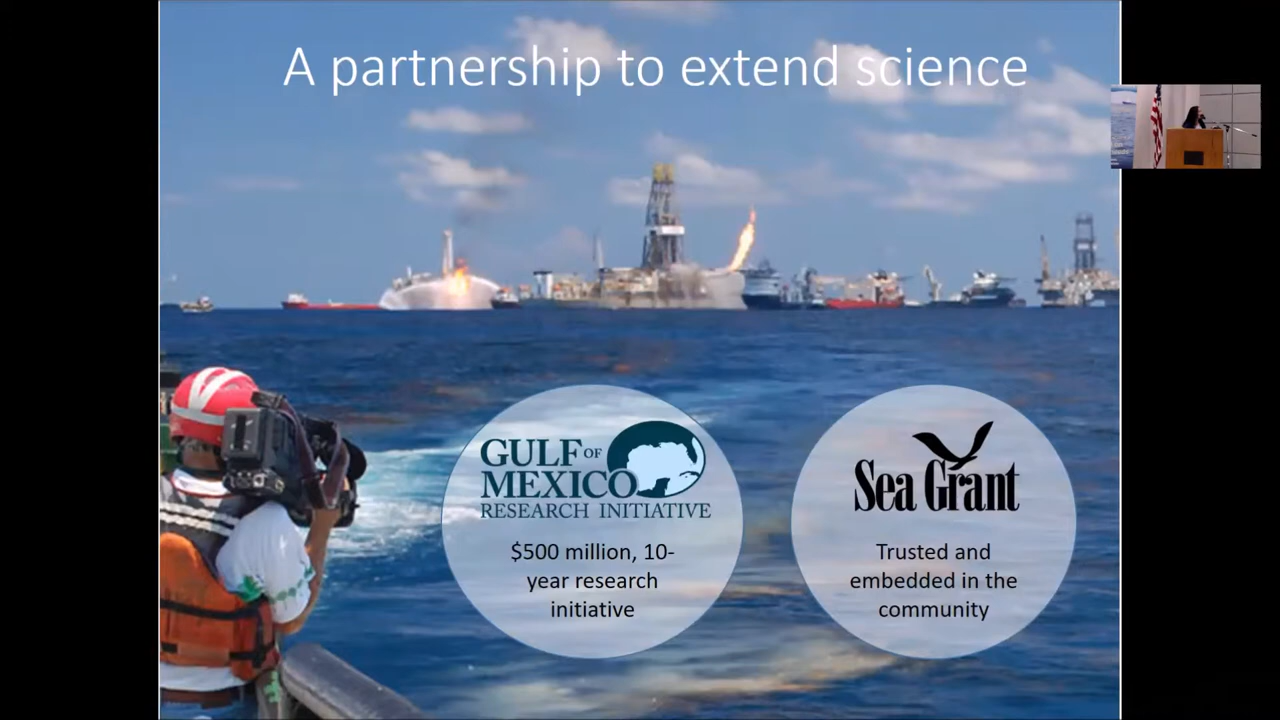 A partnership to extend science
GULF OF
MEXICO
RESEARCH INITIATIVE
$500 million, 10-
year research
initiative
Sea Grant
Trusted and
embedded in the
community